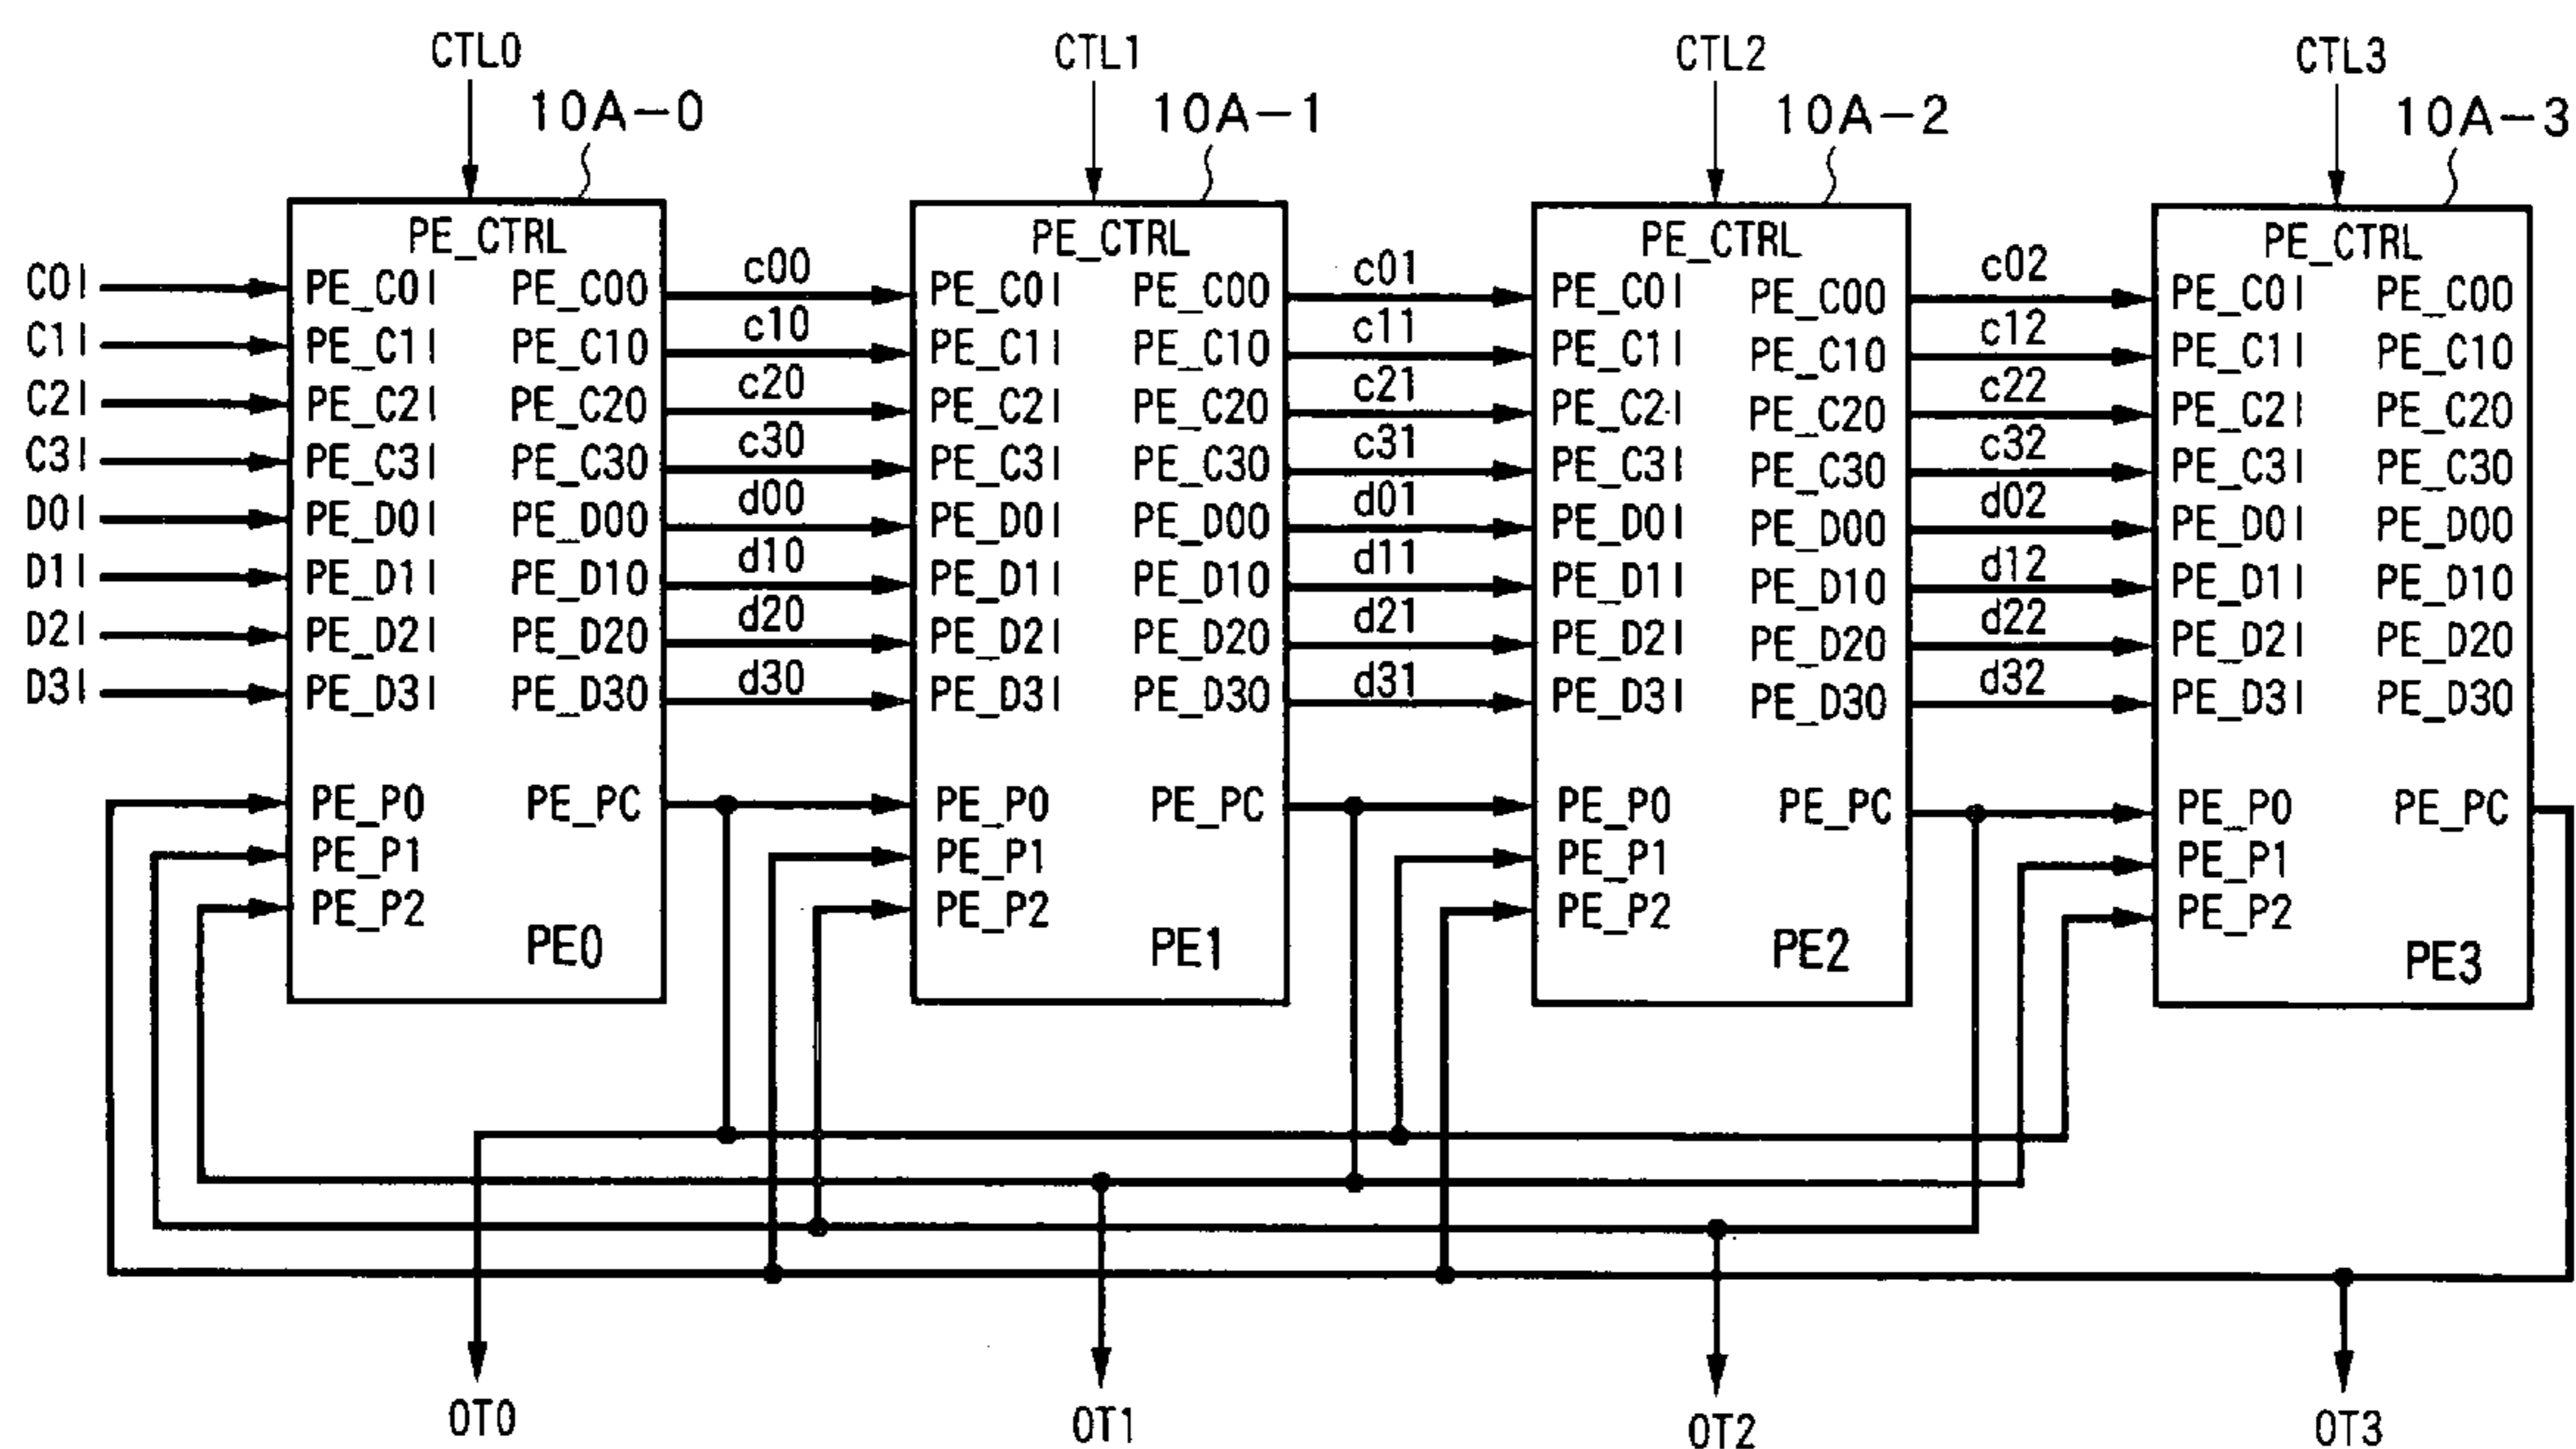 CTL0 CTL1 CTL2 CTL3
10A-0 10A-1 10A-2 10A-3
PE_CTRL PE_CTRL PE_CTRL PE_CTRL
C0I PE_C0I PE_C00 c00 PE_C0I PE_C00 c01 PE_C0I PE_C00 c02 PE_C0I PE_C00
C1I PE_C1I PE_C10 c10 PE_C1I PE_C10 c11 PE_C1I PE_C10 c12 PE_C1I PE_C10
C2I PE_C2I PE_C20 c20 PE_C2I PE_C20 c21 PE_C2I PE_C20 c22 PE_C2I PE_C20
C3I PE_C3I PE_C30 c30 PE_C3I PE_C30 c31 PE_C3I PE_C30 c32 PE_C3I PE_C30
D0I PE_D0I PE_D00 d00 PE_D0I PE_D00 d01 PE_D0I PE_D00 d02 PE_D0I PE_D00
D1I PE_D1I PE_D10 d10 PE_D1I PE_D10 d11 PE_D1I PE_D10 d12 PE_D1I PE_D10
D2I PE_D2I PE_D20 d20 PE_D2I PE_D20 d21 PE_D2I PE_D20 d22 PE_D2I PE_D20
D3I PE_D3I PE_D30 d30 PE_D3I PE_D30 d31 PE_D3I PE_D30 d32 PE_D3I PE_D30
PE_P0 PE_PC PE_P0 PE_PC PE_P0 PE_PC PE_P0 PE_PC
PE_P1 PE_P1 PE_P1 PE_P1
PE_P2 PE_P2 PE_P2 PE_P2
PE0 PE1 PE2 PE3
OT0 OT1 OT2 OT3